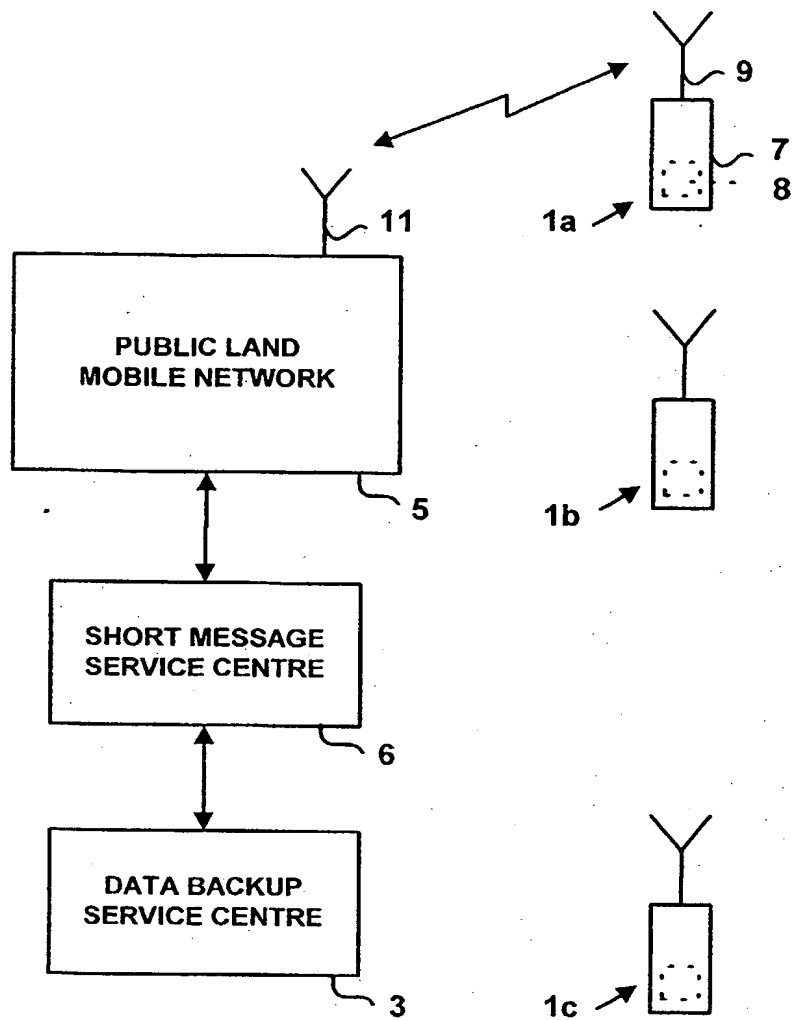 9
7
8
1a
11
PUBLIC LAND
MOBILE NETWORK
5
1b
SHORT MESSAGE
SERVICE CENTRE
6
DATA BACKUP
SERVICE CENTRE
3
1c